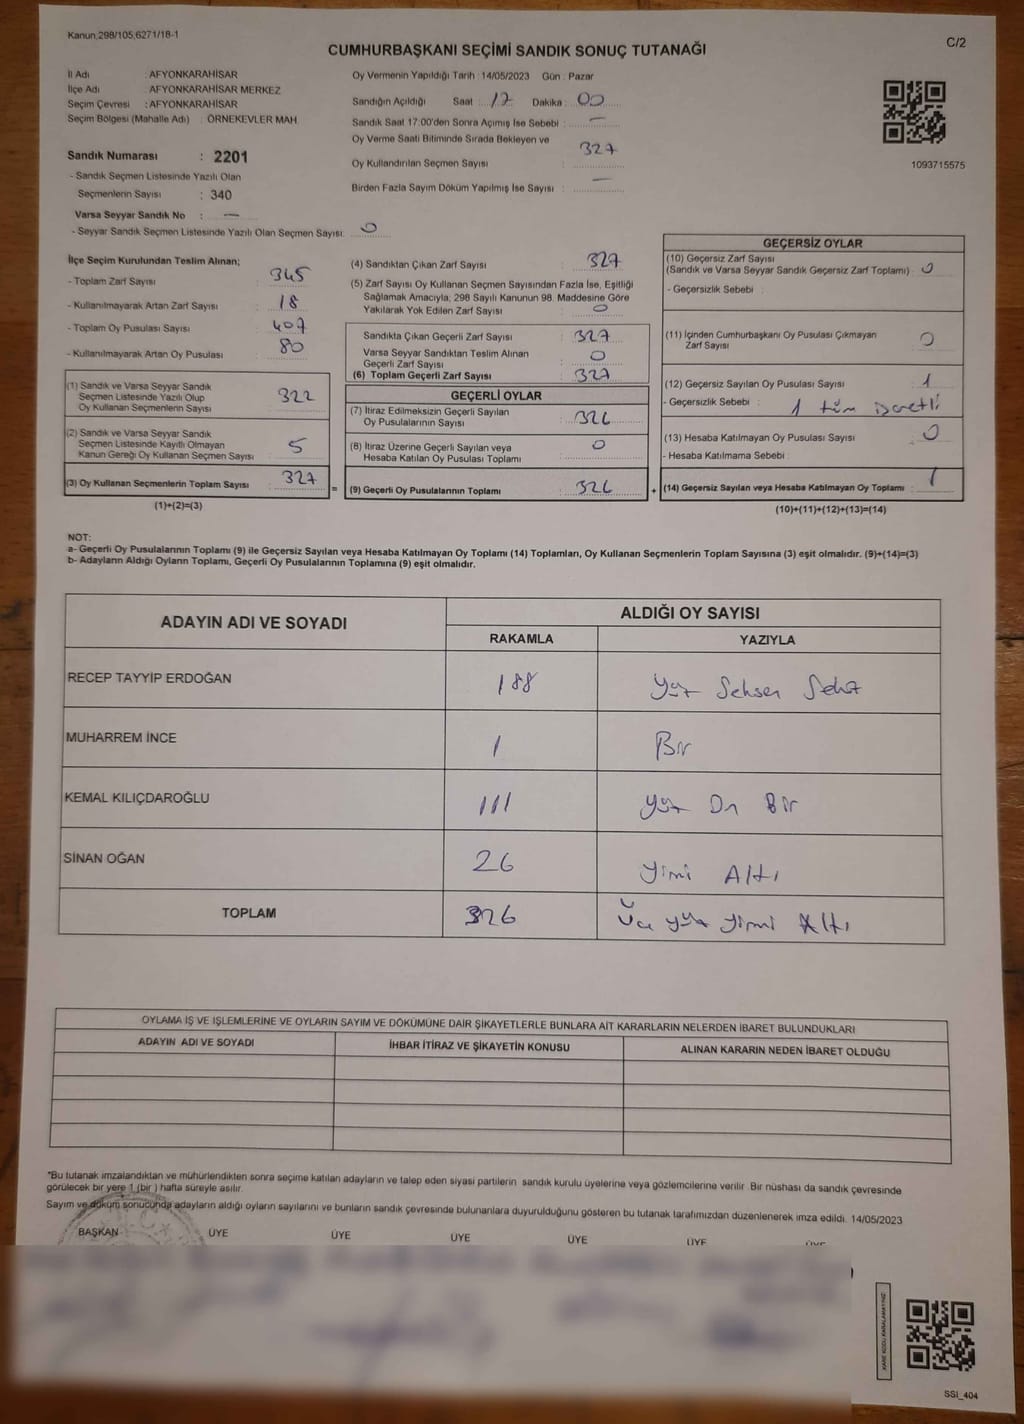 Kanun,298/105,6271/18-1
C/2
CUMHURBAŞKANI SEÇİMİ SANDIK SONUÇ TUTANAĞI
İl Adı : AFYONKARAHİSAR
İlçe Adı : AFYONKARAHİSAR MERKEZ
Seçim Çevresi : AFYONKARAHİSAR
Seçim Bölgesi (Mahalle Adı) : ÖRNEKEVLER MAH
Sandık Numarası : 2201
- Sandık Seçmen Listesinde Yazılı Olan
Seçmenlerin Sayısı : 340
Varsa Seyyar Sandık No : —
- Seyyar Sandık Seçmen Listesinde Yazılı Olan Seçmen Sayısı: 0
Oy Vermenin Yapıldığı Tarih : 14/05/2023 Gün : Pazar
Sandığın Açıldığı Saat : 17 Dakika : 00
Sandık Saat 17:00'den Sonra Açımış İse Sebebi : —
Oy Verme Saati Bitiminde Sırada Bekleyen ve
Oy Kullandırılan Seçmen Sayısı : 327
Birden Fazla Sayım Döküm Yapılmış İse Sayısı : —
1093715575
İlçe Seçim Kurulundan Teslim Alınan;
- Toplam Zarf Sayısı : 345
- Kullanılmayarak Artan Zarf Sayısı : 18
- Toplam Oy Pusulası Sayısı : 407
- Kullanılmayarak Artan Oy Pusulası : 80
(1) Sandık ve Varsa Seyyar Sandık
Seçmen Listesinde Yazılı Olup
Oy Kullanan Seçmenlerin Sayısı : 322
(2) Sandık ve Varsa Seyyar Sandık
Seçmen Listesinde Kayıtlı Olmayan
Kanun Gereği Oy Kullanan Seçmen Sayısı : 5
(3) Oy Kullanan Seçmenlerin Toplam Sayısı : 327
(1)+(2)=(3)
(4) Sandıktan Çıkan Zarf Sayısı : 327
(5) Zarf Sayısı Oy Kullanan Seçmen Sayısından Fazla İse, Eşitliği
Sağlamak Amacıyla; 298 Sayılı Kanunun 98. Maddesine Göre
Yakılarak Yok Edilen Zarf Sayısı : 0
Sandıkta Çıkan Geçerli Zarf Sayısı : 327
Varsa Seyyar Sandıktan Teslim Alınan
Geçerli Zarf Sayısı : 0
(6) Toplam Geçerli Zarf Sayısı : 327
GEÇERLİ OYLAR
(7) İtiraz Edilmeksizin Geçerli Sayılan
Oy Pusulalarının Sayısı : 326
(8) İtiraz Üzerine Geçerli Sayılan veya
Hesaba Katılan Oy Pusulası Toplamı : 0
= (9) Geçerli Oy Pusulalarının Toplamı : 326 +
GEÇERSİZ OYLAR
(10) Geçersiz Zarf Sayısı
(Sandık ve Varsa Seyyar Sandık Geçersiz Zarf Toplamı) : 0
- Geçersizlik Sebebi :
(11) İçinden Cumhurbaşkanı Oy Pusulası Çıkmayan
Zarf Sayısı : 0
(12) Geçersiz Sayılan Oy Pusulası Sayısı : 1
- Geçersizlik Sebebi : 1 tüm işaretli
(13) Hesaba Katılmayan Oy Pusulası Sayısı : 0
- Hesaba Katılmama Sebebi :
(14) Geçersiz Sayılan veya Hesaba Katılmayan Oy Toplamı : 1
(10)+(11)+(12)+(13)=(14)
NOT:
a- Geçerli Oy Pusulalarının Toplamı (9) ile Geçersiz Sayılan veya Hesaba Katılmayan Oy Toplamı (14) Toplamları, Oy Kullanan Seçmenlerin Toplam Sayısına (3) eşit olmalıdır. (9)+(14)=(3)
b- Adayların Aldığı Oyların Toplamı, Geçerli Oy Pusulalarının Toplamına (9) eşit olmalıdır.
ADAYIN ADI VE SOYADI ALDIĞI OY SAYISI
RAKAMLA YAZIYLA
RECEP TAYYİP ERDOĞAN 188 Yüz Seksen Sekiz
MUHARREM İNCE 1 Bir
KEMAL KILIÇDAROĞLU 111 Yüz On Bir
SİNAN OĞAN 26 Yirmi Altı
TOPLAM 326 Üç yüz yirmi Altı
OYLAMA İŞ VE İŞLEMLERİNE VE OYLARIN SAYIM VE DÖKÜMÜNE DAİR ŞİKAYETLERLE BUNLARA AİT KARARLARIN NELERDEN İBARET BULUNDUKLARI
ADAYIN ADI VE SOYADI İHBAR İTİRAZ VE ŞİKAYETİN KONUSU ALINAN KARARIN NEDEN İBARET OLDUĞU
"Bu tutanak imzalandıktan ve mühürlendikten sonra seçime katılan adayların ve talep eden siyasi partilerin sandık kurulu üyelerine veya gözlemcilerine verilir. Bir nüshası da sandık çevresinde
görülecek bir yere 1 (bir) hafta süreyle asılır.
Sayım ve döküm sonucunda adayların aldığı oyların sayılarını ve bunların sandık çevresinde bulunanlara duyurulduğunu gösteren bu tutanak tarafımızdan düzenlenerek imza edildi. 14/05/2023
BAŞKAN ÜYE ÜYE ÜYE ÜYE ÜYE ÜYE
KARE KODU KARALAMAYINIZ
SSİ_404